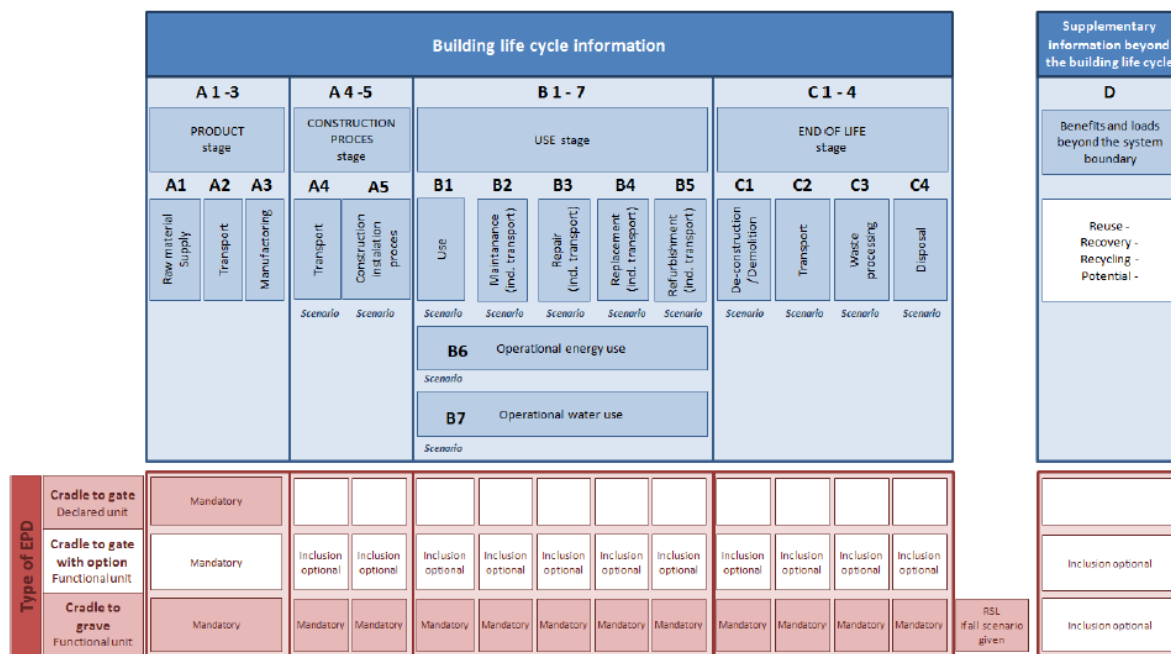 Building life cycle information
Supplementary
information beyond
the building life cycle
A 1 -3
A 4 -5
B 1 - 7
C 1 - 4
D
PRODUCT
stage
CONSTRUCTION
PROCES
stage
USE stage
END OF LIFE
stage
Benefits and loads
beyond the system
boundary
A1
A2
A3
A4
A5
B1
B2
B3
B4
B5
C1
C2
C3
C4
Raw material
Supply
Transport
Manufactoring
Transport
Construction
instalation
proces
Use
Maintanance
(incl. transport)
Repair
(incl. transport)
Replacement
(incl. transport)
Refurbishment
(incl. transport)
De-construction
/Demolition
Transport
Waste
processing
Disposal
Reuse -
Recovery -
Recycling -
Potential -
Scenario
Scenario
Scenario
Scenario
Scenario
Scenario
Scenario
Scenario
Scenario
Scenario
Scenario
B6
Operational energy use
Scenario
B7
Operational water use
Scenario
Type of EPD
Cradle to gate
Declared unit
Mandatory
Cradle to gate
with option
Functional unit
Mandatory
Inclusion
optional
Inclusion
optional
Inclusion
optional
Inclusion
optional
Inclusion
optional
Inclusion
optional
Inclusion
optional
Inclusion
optional
Inclusion
optional
Inclusion
optional
Inclusion
optional
Inclusion optional
Cradle to
grave
Functional unit
Mandatory
Mandatory
Mandatory
Mandatory
Mandatory
Mandatory
Mandatory
Mandatory
Mandatory
Mandatory
Mandatory
Mandatory
RSL
ifall scenario
given
Inclusion optional